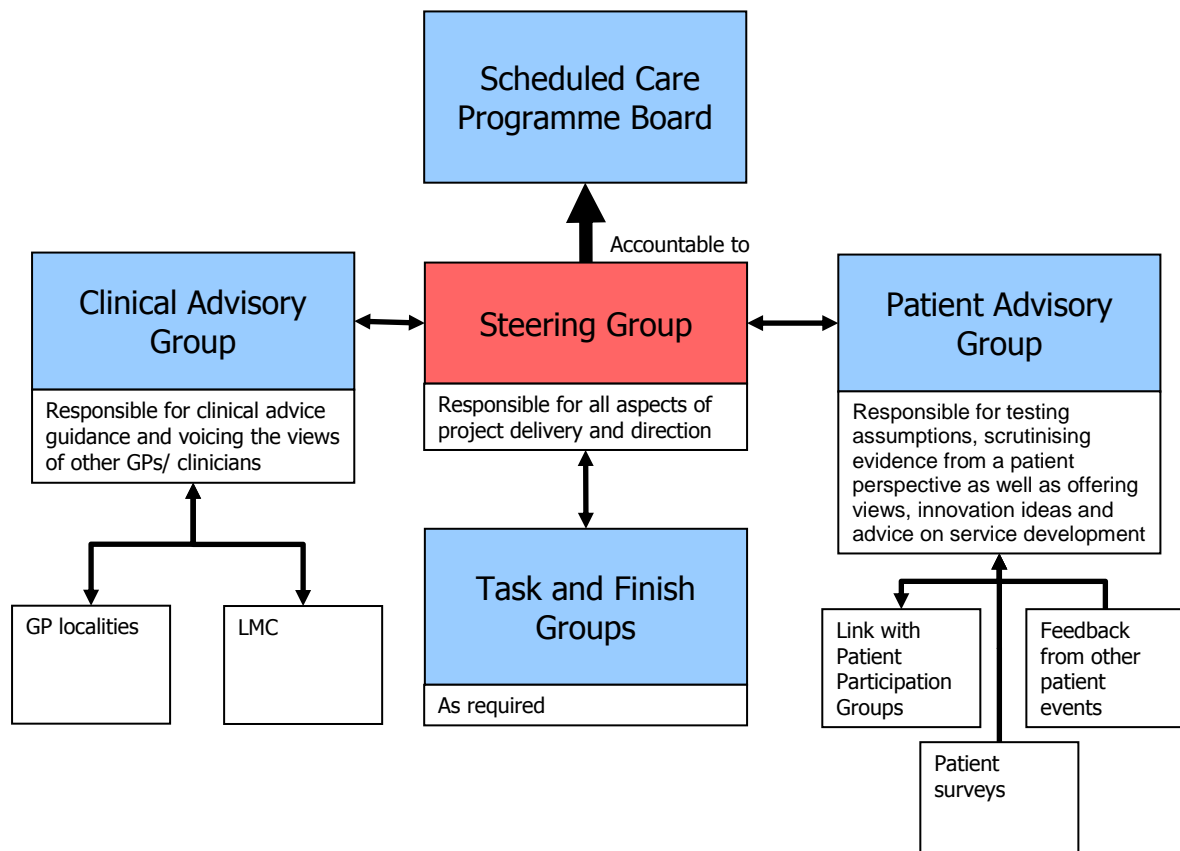 Scheduled Care
Programme Board
Accountable to
Clinical Advisory
Group
Responsible for clinical advice
guidance and voicing the views
of other GPs/ clinicians
Steering Group
Responsible for all aspects of
project delivery and direction
Patient Advisory
Group
Responsible for testing
assumptions, scrutinising
evidence from a patient
perspective as well as offering
views, innovation ideas and
advice on service development
GP localities
LMC
Task and Finish
Groups
As required
Link with
Patient
Participation
Groups
Feedback
from other
patient
events
Patient
surveys